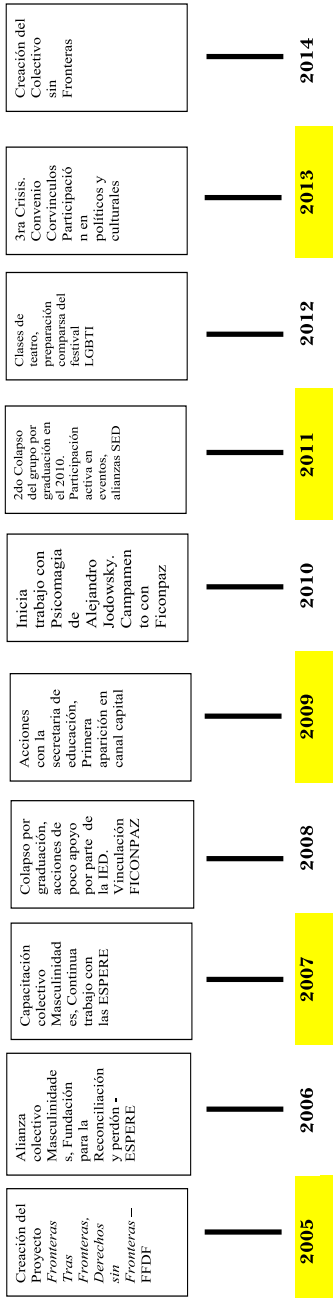 Creación del
Proyecto
Fronteras
Tras
Fronteras,
Derechos
sin
Fronteras –
FFDF
2005
Alianza
colectivo
Masculinidade
s, Fundación
para la
Reconciliación
y perdón -
ESPERE
2006
Capacitación
colectivo
Masculinidad
es, Continua
trabajo con
las ESPERE
2007
Colapso por
graduación,
acciones de
poco apoyo
por parte de
la IED.
Vinculación
FICONPAZ
2008
Acciones
con la
secretaria de
educación,
Primera
aparición en
canal capital
2009
Inicia
trabajo con
Psicomagia
de
Alejandro
Jodowsky.
Campamen
to con
Ficonpaz
2010
2do Colapso
del grupo por
graduación en
el 2010.
Participación
activa en
eventos,
alianzas SED
2011
Clases de
teatro,
preparación
comparsa del
festival
LGBTI
2012
3ra Crisis.
Convenio
Corvinculos
Participació
n en
políticos y
culturales
2013
Creación del
Colectivo
sin
Fronteras
2014